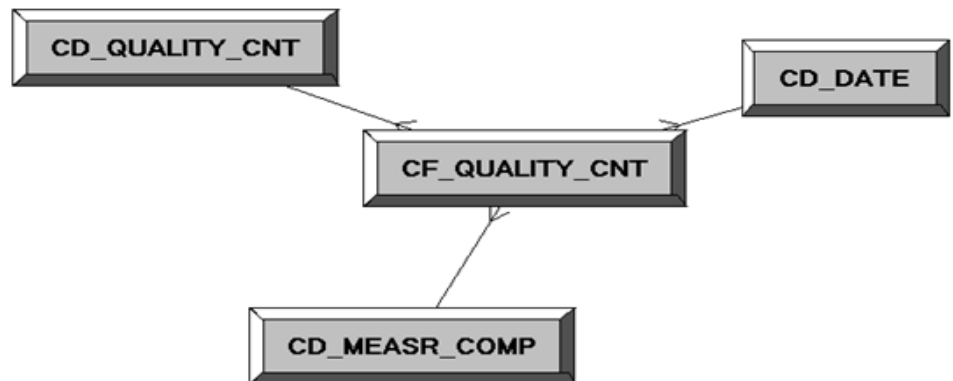 CD_QUALITY_CNT
CD_DATE
CF_QUALITY_CNT
CD_MEASR_COMP